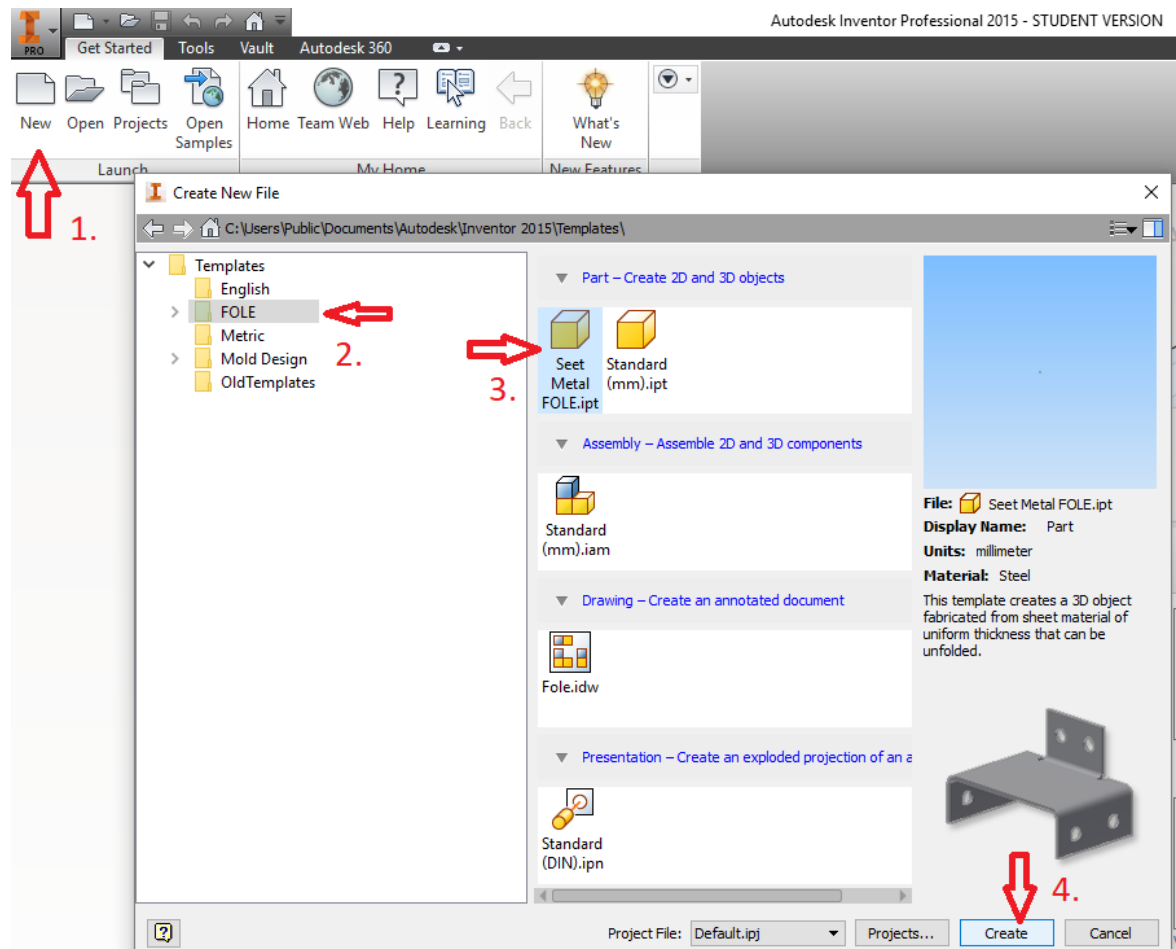 Autodesk Inventor Professional 2015 - STUDENT VERSION
PRO
Get Started Tools Vault Autodesk 360
New Open Projects Open Samples Home Team Web Help Learning Back What's New
Launch My Home New Features
1.
Create New File
C:\Users\Public\Documents\Autodesk\Inventor 2015\Templates\
Templates
English
FOLE
Metric
Mold Design
OldTemplates
2.
Part – Create 2D and 3D objects
3.
Seet
Metal
FOLE.ipt
Standard
(mm).ipt
Assembly – Assemble 2D and 3D components
Standard
(mm).iam
Drawing – Create an annotated document
Fole.idw
Presentation – Create an exploded projection of an a
Standard
(DIN).ipn
File: Seet Metal FOLE.ipt
Display Name: Part
Units: millimeter
Material: Steel
This template creates a 3D object
fabricated from sheet material of
uniform thickness that can be
unfolded.
4.
Project File: Default.ipj Projects... Create Cancel